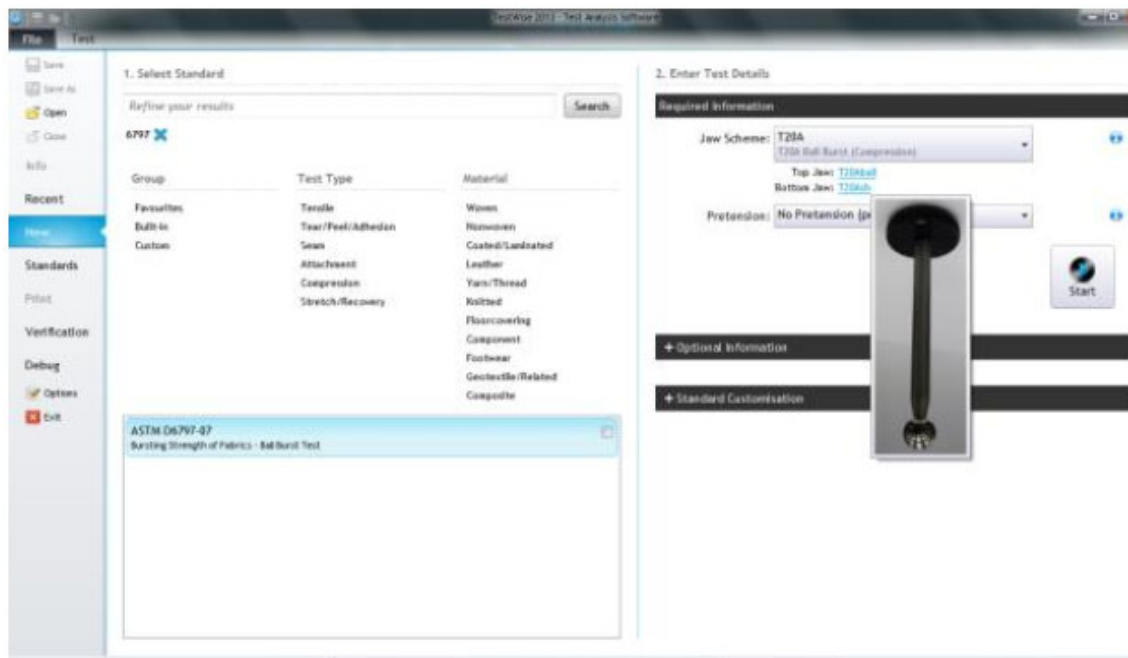 TestWise 2013 - Test Analysis Software
File Test
Save
Save As
Open
Close
Info
Recent
New
Standards
Print
Verification
Debug
Options
Exit
1. Select Standard
Refine your results
Search
6797
Group
Favourites
Built-in
Custom
Test Type
Tensile
Tear/Peel/Adhesion
Seam
Attachment
Compression
Stretch/Recovery
Material
Woven
Nonwoven
Coated/Laminated
Leather
Yarn/Thread
Knitted
Floorcovering
Component
Footwear
Geotextile/Related
Composite
ASTM D6797-07
Bursting Strength of Fabrics - Ball Burst Test
2. Enter Test Details
Required Information
Jaw Scheme: T20A
T20A Ball Burst (Compression)
Top Jaw: T20Aball
Bottom Jaw:
Pretension: No Pretension
Start
+ Optional Information
+ Standard Customisation